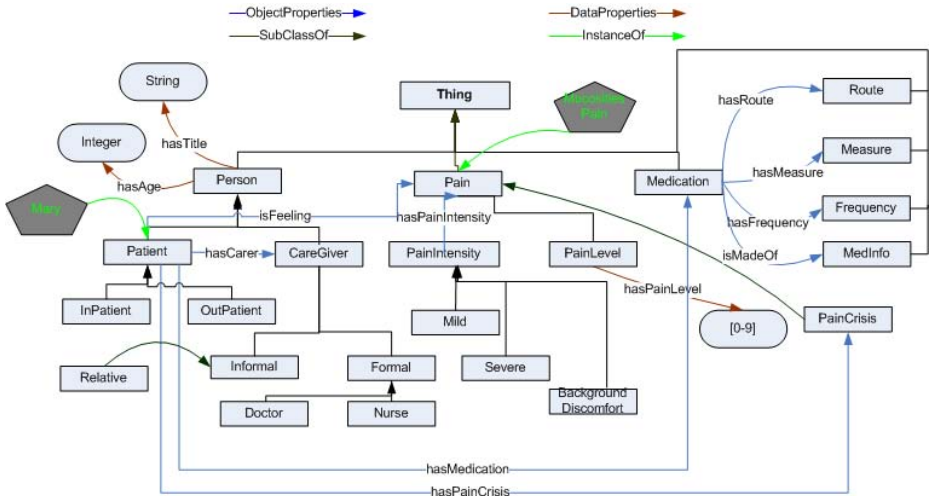 ObjectProperties
DataProperties
SubClassOf
InstanceOf
String
Thing
Mucosities
Pain
hasRoute
Route
Integer
hasTitle
Measure
hasMeasure
hasAge
Person
Pain
Medication
Mary
isFeeling
hasPainIntensity
hasFrequency
Frequency
Patient
hasCarer
CareGiver
PainIntensity
PainLevel
isMadeOf
MedInfo
hasPainLevel
InPatient
OutPatient
Mild
[0-9]
PainCrisis
Relative
Informal
Formal
Severe
Background
Discomfort
Doctor
Nurse
hasMedication
hasPainCrisis